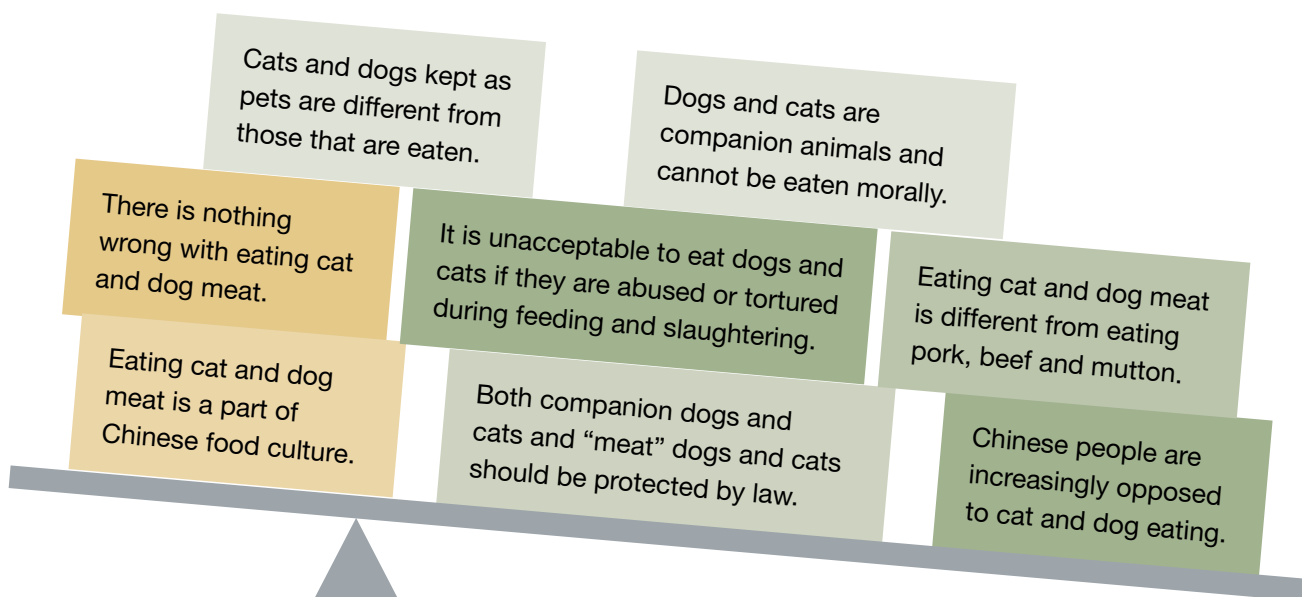 Cats and dogs kept as
pets are different from
those that are eaten.
Dogs and cats are
companion animals and
cannot be eaten morally.
There is nothing
wrong with eating cat
and dog meat.
It is unacceptable to eat dogs and
cats if they are abused or tortured
during feeding and slaughtering.
Eating cat and dog meat
is different from eating
pork, beef and mutton.
Eating cat and dog
meat is a part of
Chinese food culture.
Both companion dogs and
cats and “meat” dogs and cats
should be protected by law.
Chinese people are
increasingly opposed
to cat and dog eating.